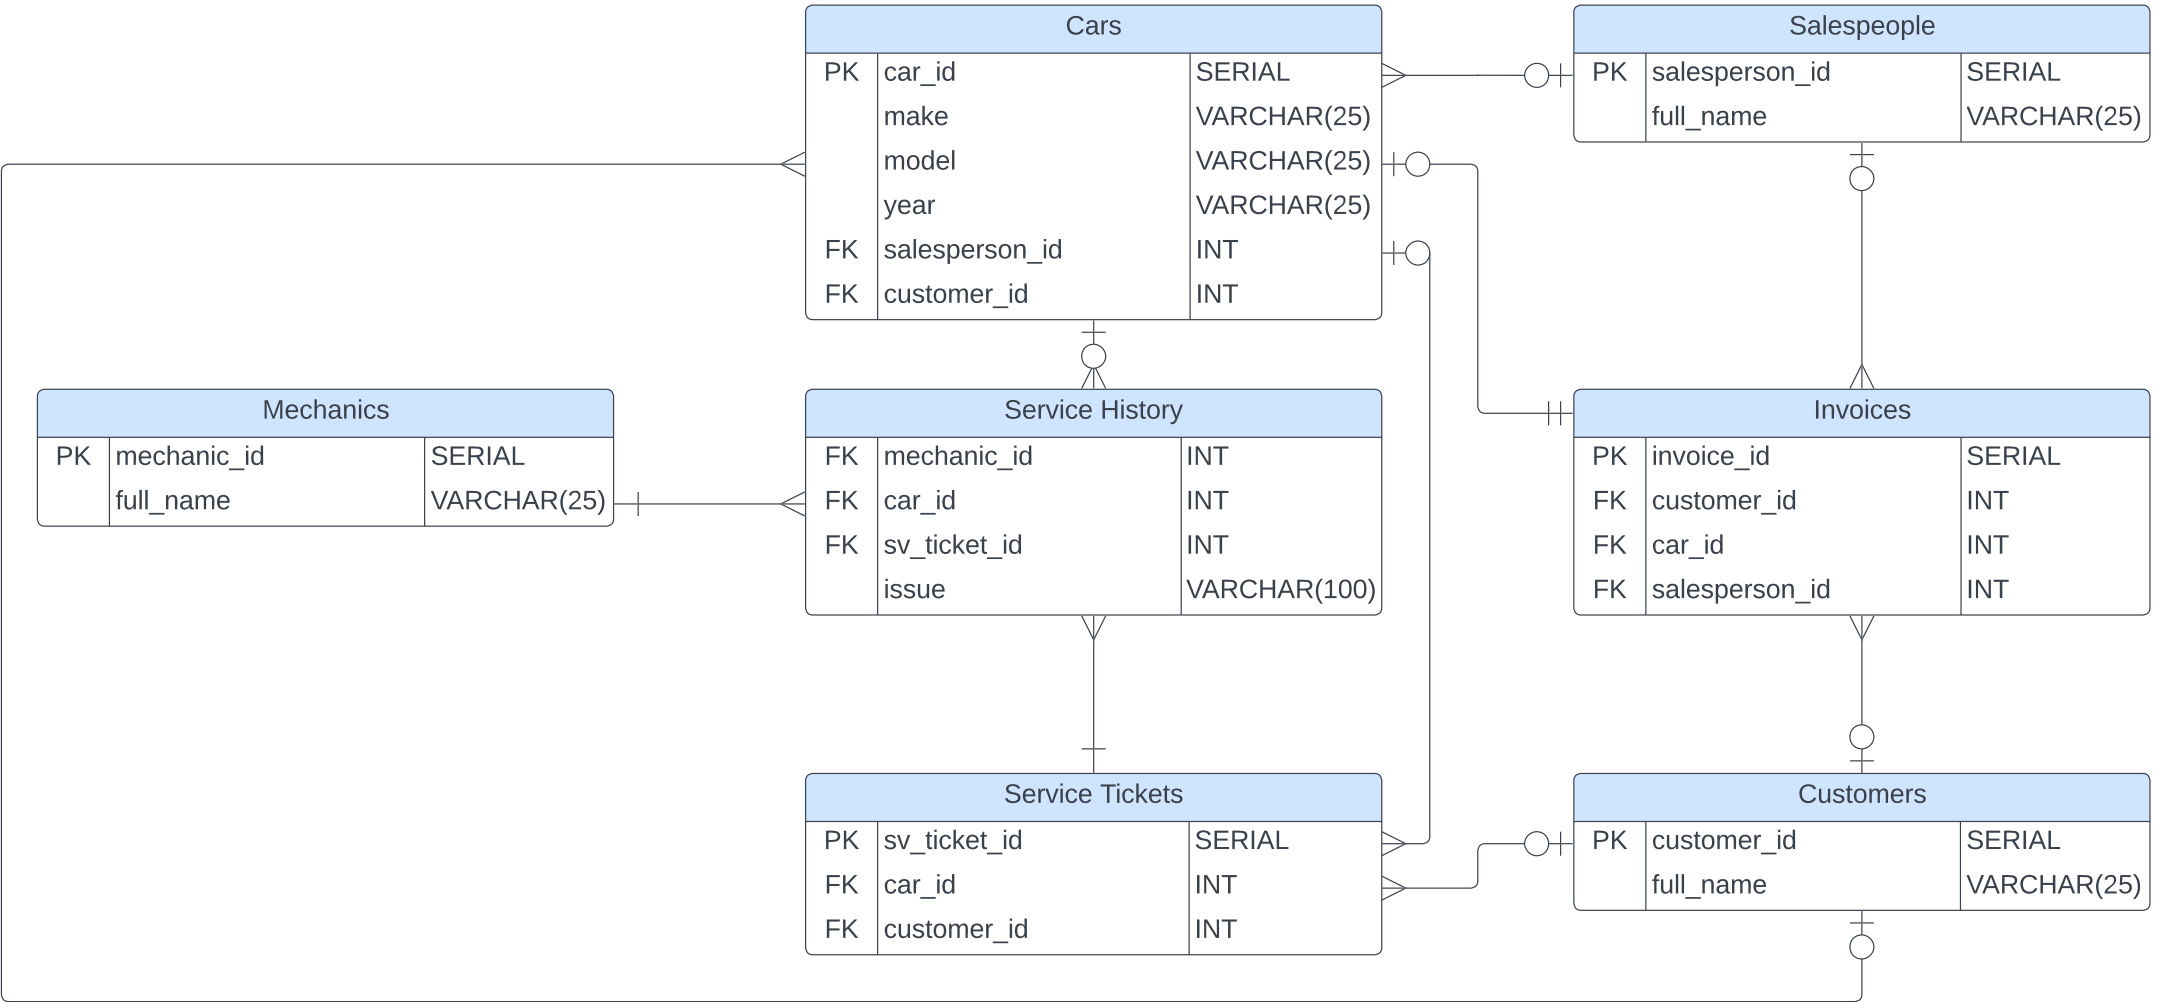 Cars
PK car_id SERIAL
make VARCHAR(25)
model VARCHAR(25)
year VARCHAR(25)
FK salesperson_id INT
FK customer_id INT
Salespeople
PK salesperson_id SERIAL
full_name VARCHAR(25)
Mechanics
PK mechanic_id SERIAL
full_name VARCHAR(25)
Service History
FK mechanic_id INT
FK car_id INT
FK sv_ticket_id INT
issue VARCHAR(100)
Invoices
PK invoice_id SERIAL
FK customer_id INT
FK car_id INT
FK salesperson_id INT
Service Tickets
PK sv_ticket_id SERIAL
FK car_id INT
FK customer_id INT
Customers
PK customer_id SERIAL
full_name VARCHAR(25)